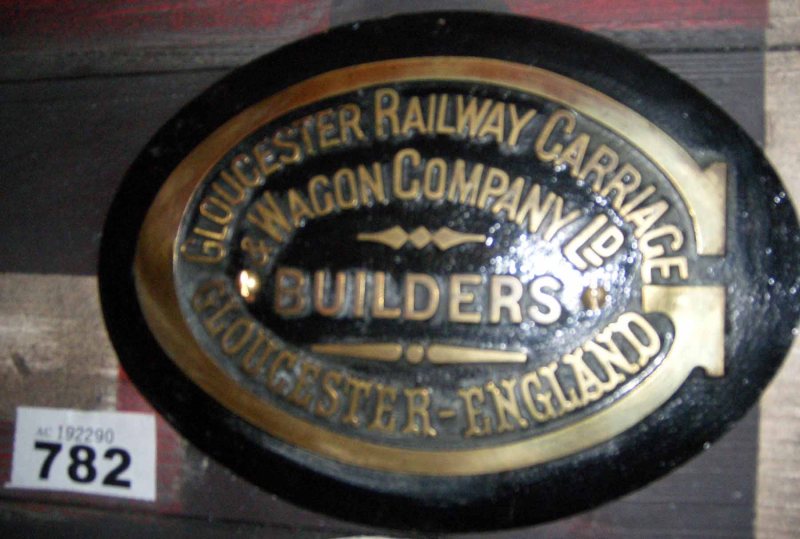 GLOUCESTER RAILWAY CARRIAGE
& WAGON COMPANY LD
BUILDERS
GLOUCESTER-ENGLAND
AC 192290
782